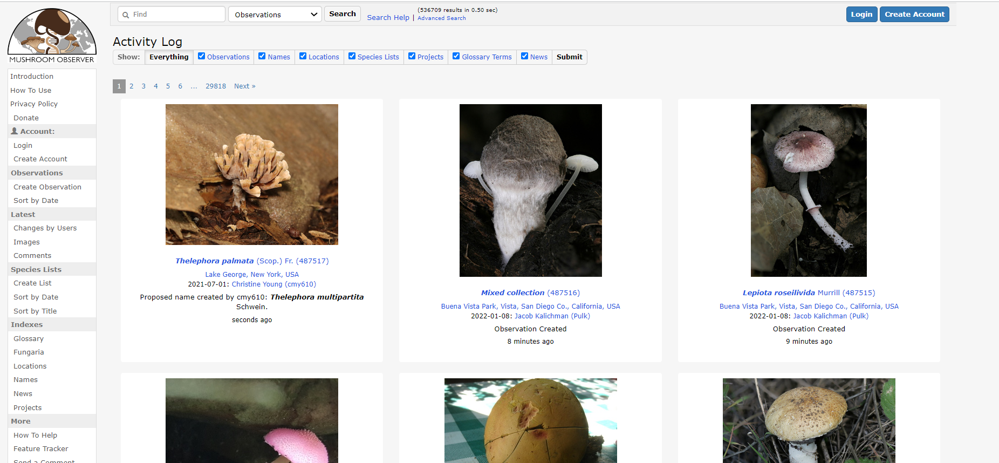 MUSHROOM OBSERVER
Introduction
How To Use
Privacy Policy
Donate
Account:
Login
Create Account
Observations
Create Observation
Sort by Date
Latest
Changes by Users
Images
Comments
Species Lists
Create List
Sort by Date
Sort by Title
Indexes
Glossary
Fungaria
Locations
Names
News
Projects
More
How To Help
Feature Tracker
Send a Comment
Find
Observations
Search
Search Help |
(536709 results in 0.50 sec)
Advanced Search
Login
Create Account
Activity Log
Show: Everything Observations Names Locations Species Lists Projects Glossary Terms News Submit
1 2 3 4 5 6 ... 29818 Next »
Thelephora palmata (Scop.) Fr. (487517)
Lake George, New York, USA
2021-07-01: Christine Young (cmy610)
Proposed name created by cmy610: Thelephora multipartita
Schwein.
seconds ago
Mixed collection (487516)
Buena Vista Park, Vista, San Diego Co., California, USA
2022-01-08: Jacob Kalichman (Pulk)
Observation Created
8 minutes ago
Lepiota roseilivida Murrill (487515)
Buena Vista Park, Vista, San Diego Co., California, USA
2022-01-08: Jacob Kalichman (Pulk)
Observation Created
9 minutes ago